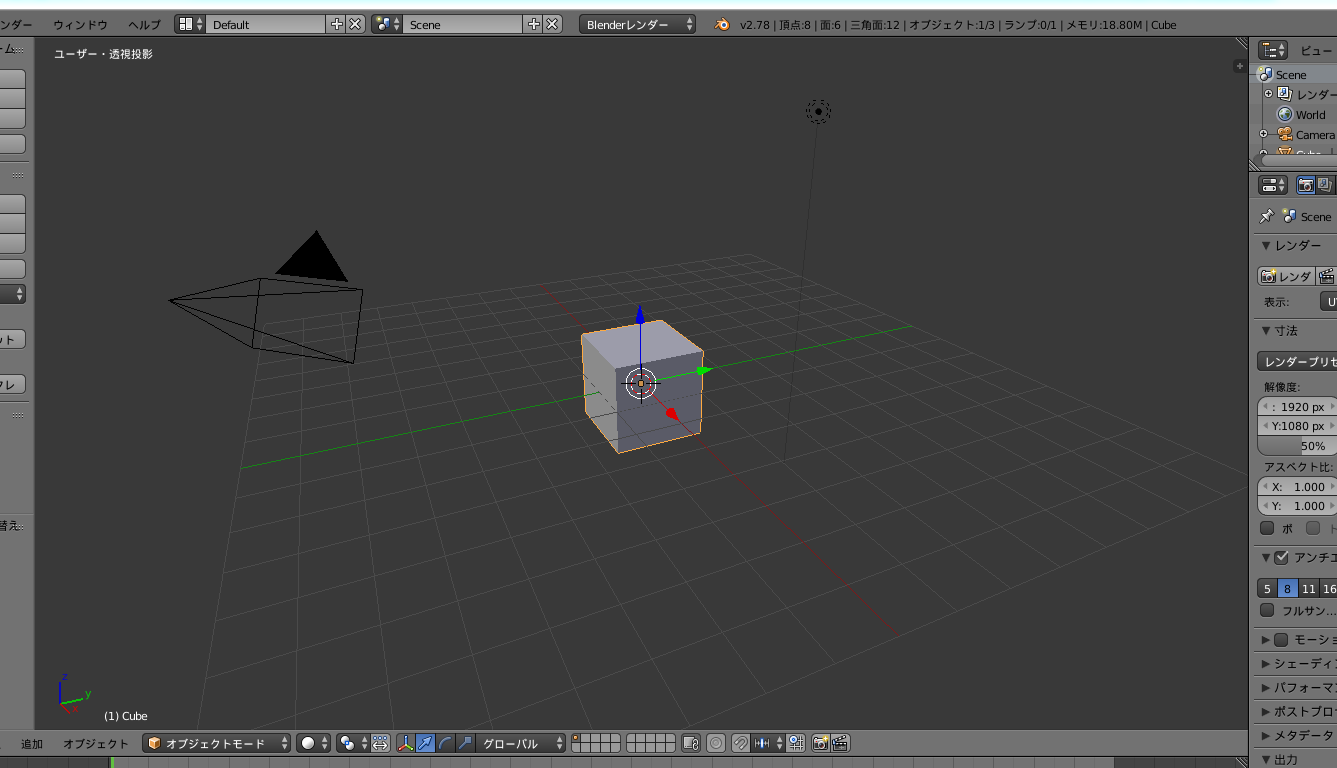 ンダー ウィンドウ ヘルプ Default Scene Blenderレンダー v2.78 | 頂点:8 | 面:6 | 三角面:12 | オブジェクト:1/3 | ランプ:0/1 | メモリ:18.80M | Cube
ユーザー・透視投影
ビュー
Scene
レンダー
World
Camera
Cube
Scene
レンダー
レンダ
表示:
寸法
レンダープリセ
解像度:
: 1920 px
Y:1080 px
50%
アスペクト比:
X: 1.000
Y: 1.000
ボ
アンチエ
5 8 11 16
フルサン...
モーショ
シェーディ
パフォーマン
ポストプロ
メタデータ
出力
ーム
ット
フレ
替え
z
y
x
(1) Cube
追加 オブジェクト オブジェクトモード グローバル